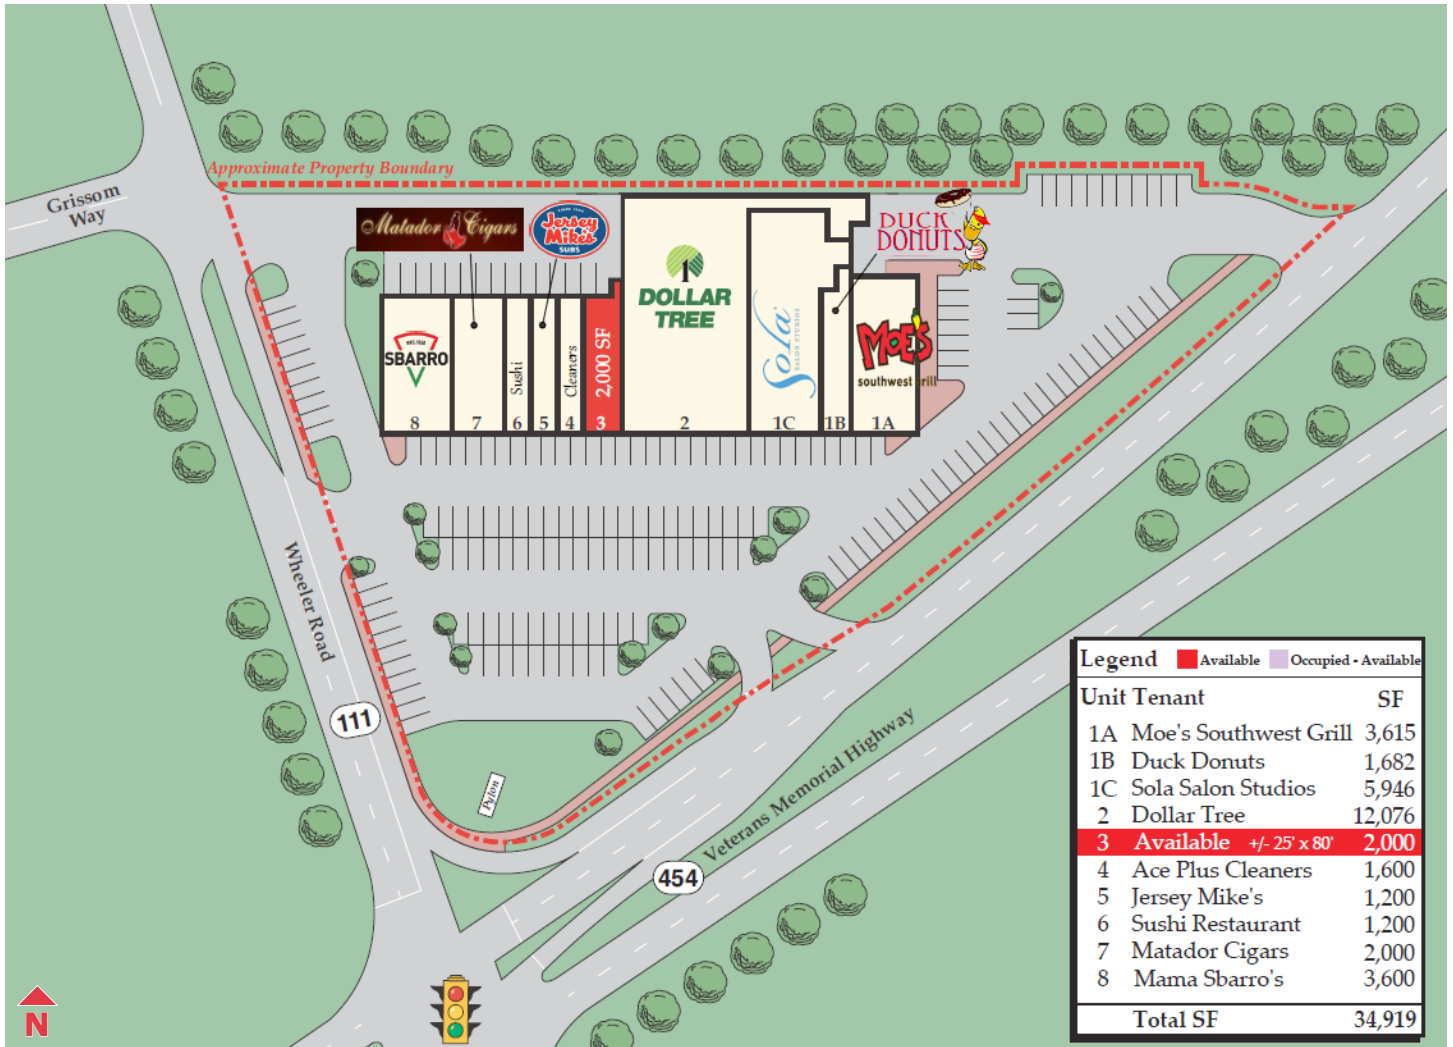 Approximate Property Boundary
Grissom
Way
Matador Cigars
SINCE 1956
Jersey
Mike's
SUBS
DUCK
DONUTS
1
DOLLAR
TREE
Sola
SALON STUDIOS
MOE'S
southwest grill
SBARRO
Sushi
Cleaners
2,000 SF
8
7
6
5
4
3
2
1C
1B
1A
Wheeler Road
111
Pylon
Veterans Memorial Highway
454
N
Legend Available Occupied - Available
Unit Tenant SF
1A Moe's Southwest Grill 3,615
1B Duck Donuts 1,682
1C Sola Salon Studios 5,946
2 Dollar Tree 12,076
3 Available +/- 25' x 80' 2,000
4 Ace Plus Cleaners 1,600
5 Jersey Mike's 1,200
6 Sushi Restaurant 1,200
7 Matador Cigars 2,000
8 Mama Sbarro's 3,600
Total SF 34,919